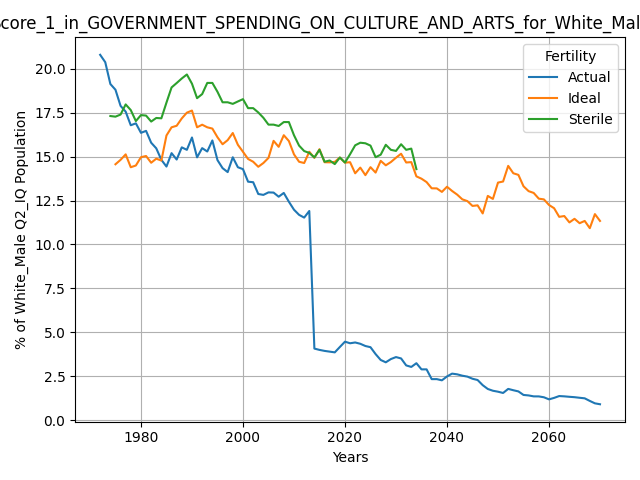 core_1_in_GOVERNMENT_SPENDING_ON_CULTURE_AND_ARTS_for_White_Mal
Fertility
Actual
Ideal
Sterile
20.0
17.5
15.0
12.5
10.0
7.5
5.0
2.5
0.0
% of White_Male Q2_IQ Population
1980
2000
2020
2040
2060
Years